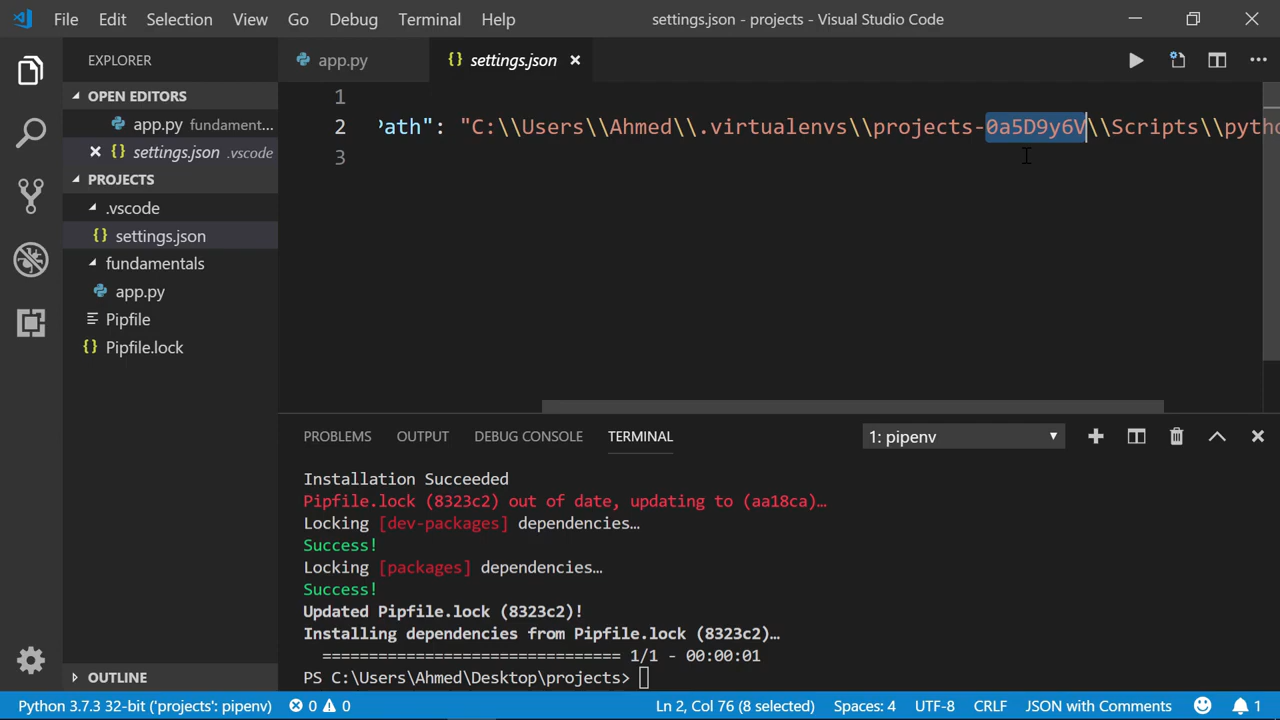 File Edit Selection View Go Debug Terminal Help settings.json - projects - Visual Studio Code
EXPLORER
app.py
{} settings.json
OPEN EDITORS
app.py fundament...
{} settings.json .vscode
PROJECTS
.vscode
{} settings.json
fundamentals
app.py
Pipfile
{} Pipfile.lock
OUTLINE
1
2 ath": "C:\\Users\\Ahmed\\.virtualenvs\\projects-0a5D9y6V\\Scripts\\pytho
3
PROBLEMS OUTPUT DEBUG CONSOLE TERMINAL 1: pipenv
Installation Succeeded
Pipfile.lock (8323c2) out of date, updating to (aa18ca)…
Locking [dev-packages] dependencies…
Success!
Locking [packages] dependencies…
Success!
Updated Pipfile.lock (8323c2)!
Installing dependencies from Pipfile.lock (8323c2)…
================================ 1/1 - 00:00:01
PS C:\Users\Ahmed\Desktop\projects>
Python 3.7.3 32-bit ('projects': pipenv) 0 0 Ln 2, Col 76 (8 selected) Spaces: 4 UTF-8 CRLF JSON with Comments 1